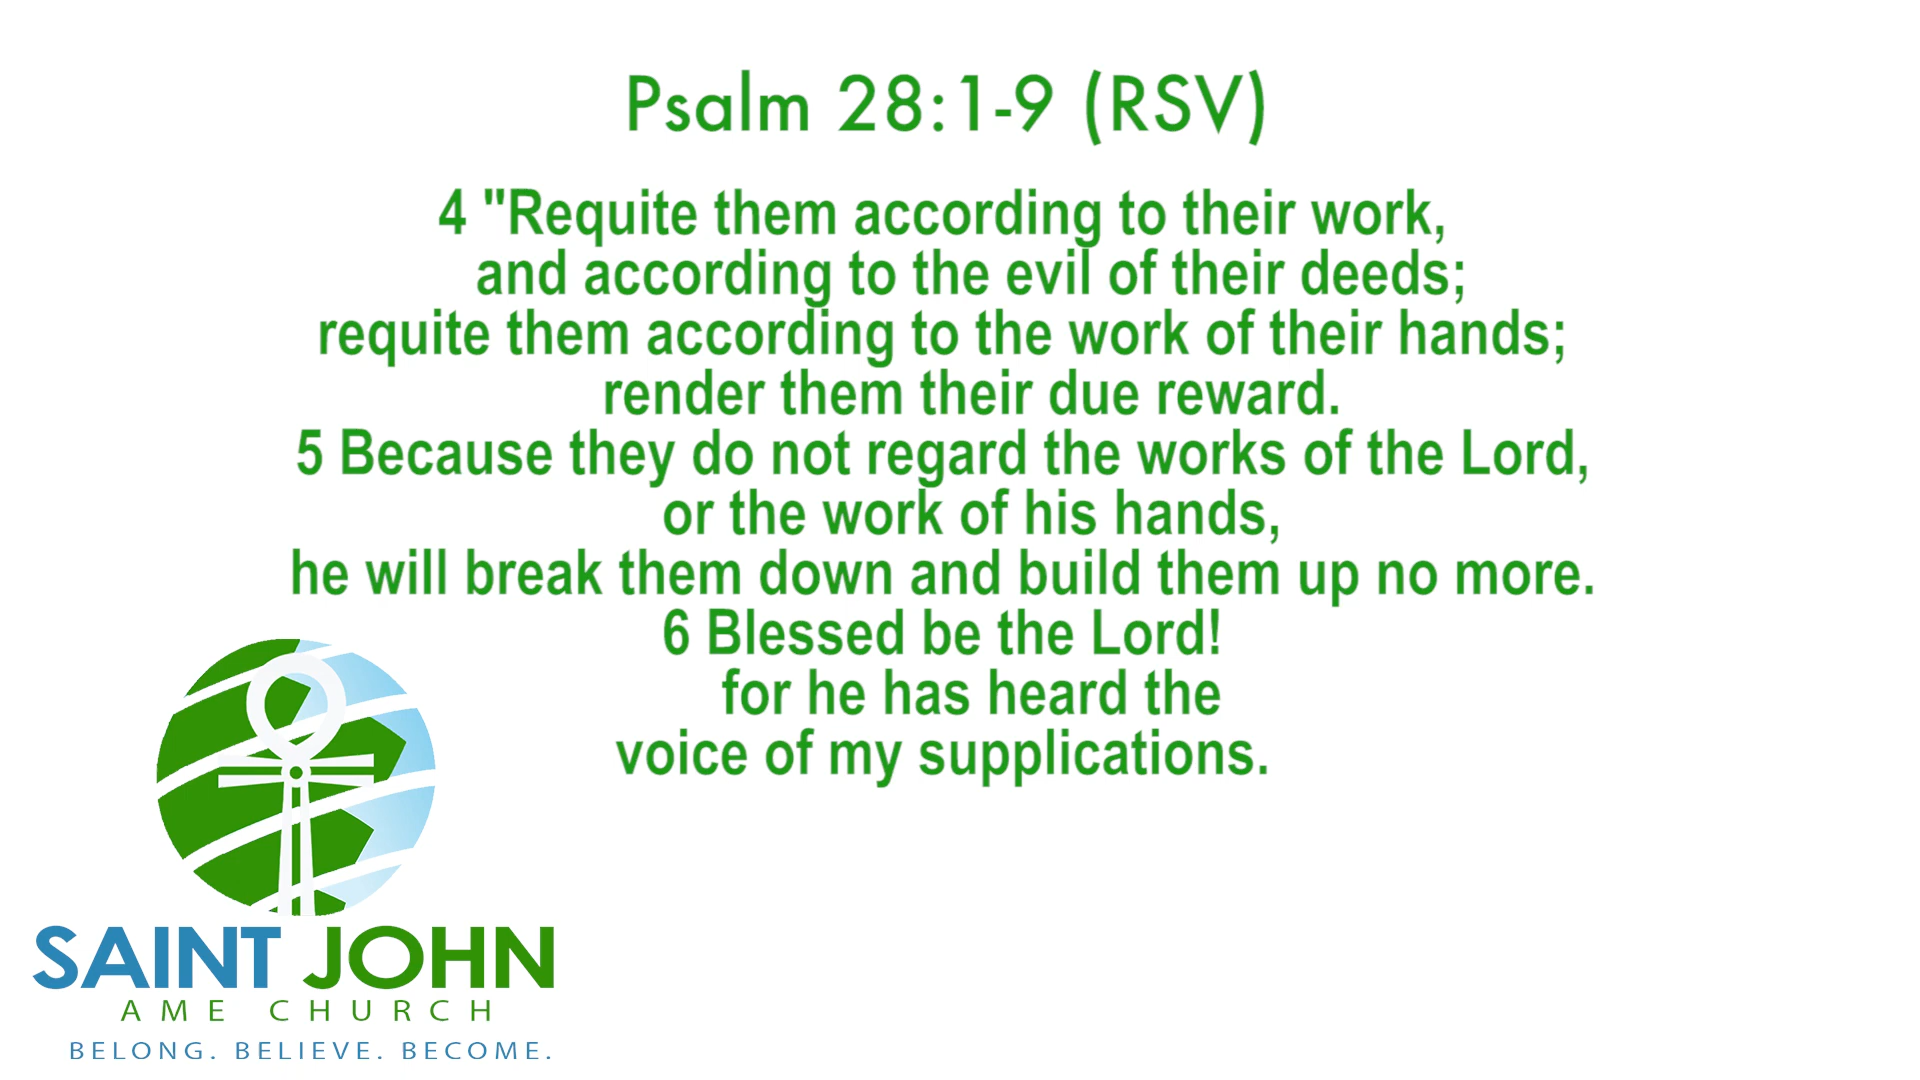 Psalm 28:1-9 (RSV)
4 "Requite them according to their work,
and according to the evil of their deeds;
requite them according to the work of their hands;
render them their due reward.
5 Because they do not regard the works of the Lord,
or the work of his hands,
he will break them down and build them up no more.
6 Blessed be the Lord!
for he has heard the
voice of my supplications.
SAINT JOHN
AME CHURCH
BELONG. BELIEVE. BECOME.